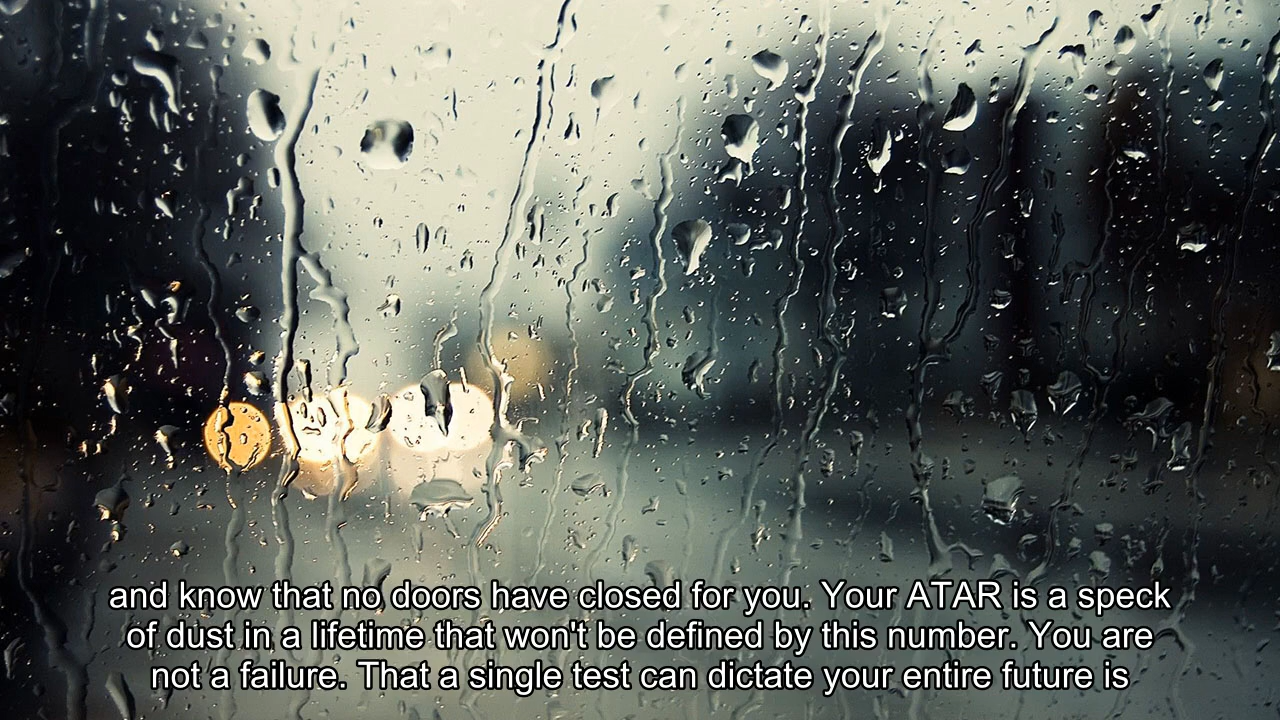 and know that no doors have closed for you. Your ATAR is a speck
of dust in a lifetime that won't be defined by this number. You are
not a failure. That a single test can dictate your entire future is